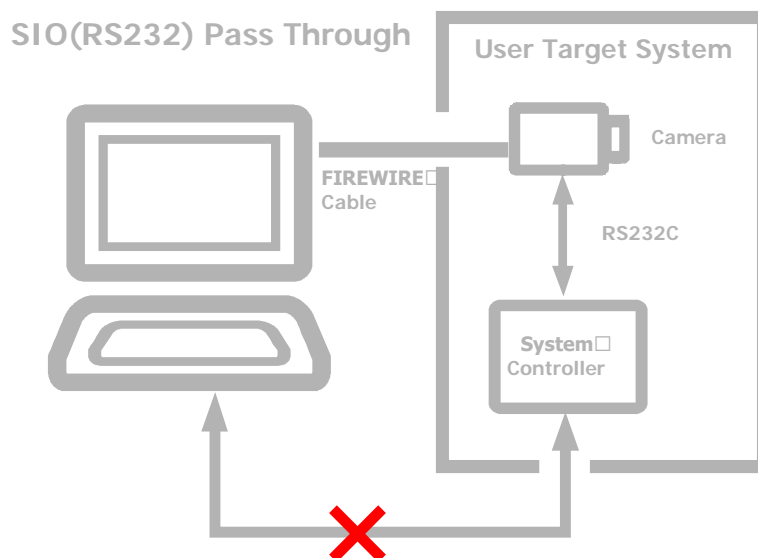 SIO(RS232) Pass Through
User Target System
Camera
FIREWIRE□
Cable
RS232C
System□
Controller